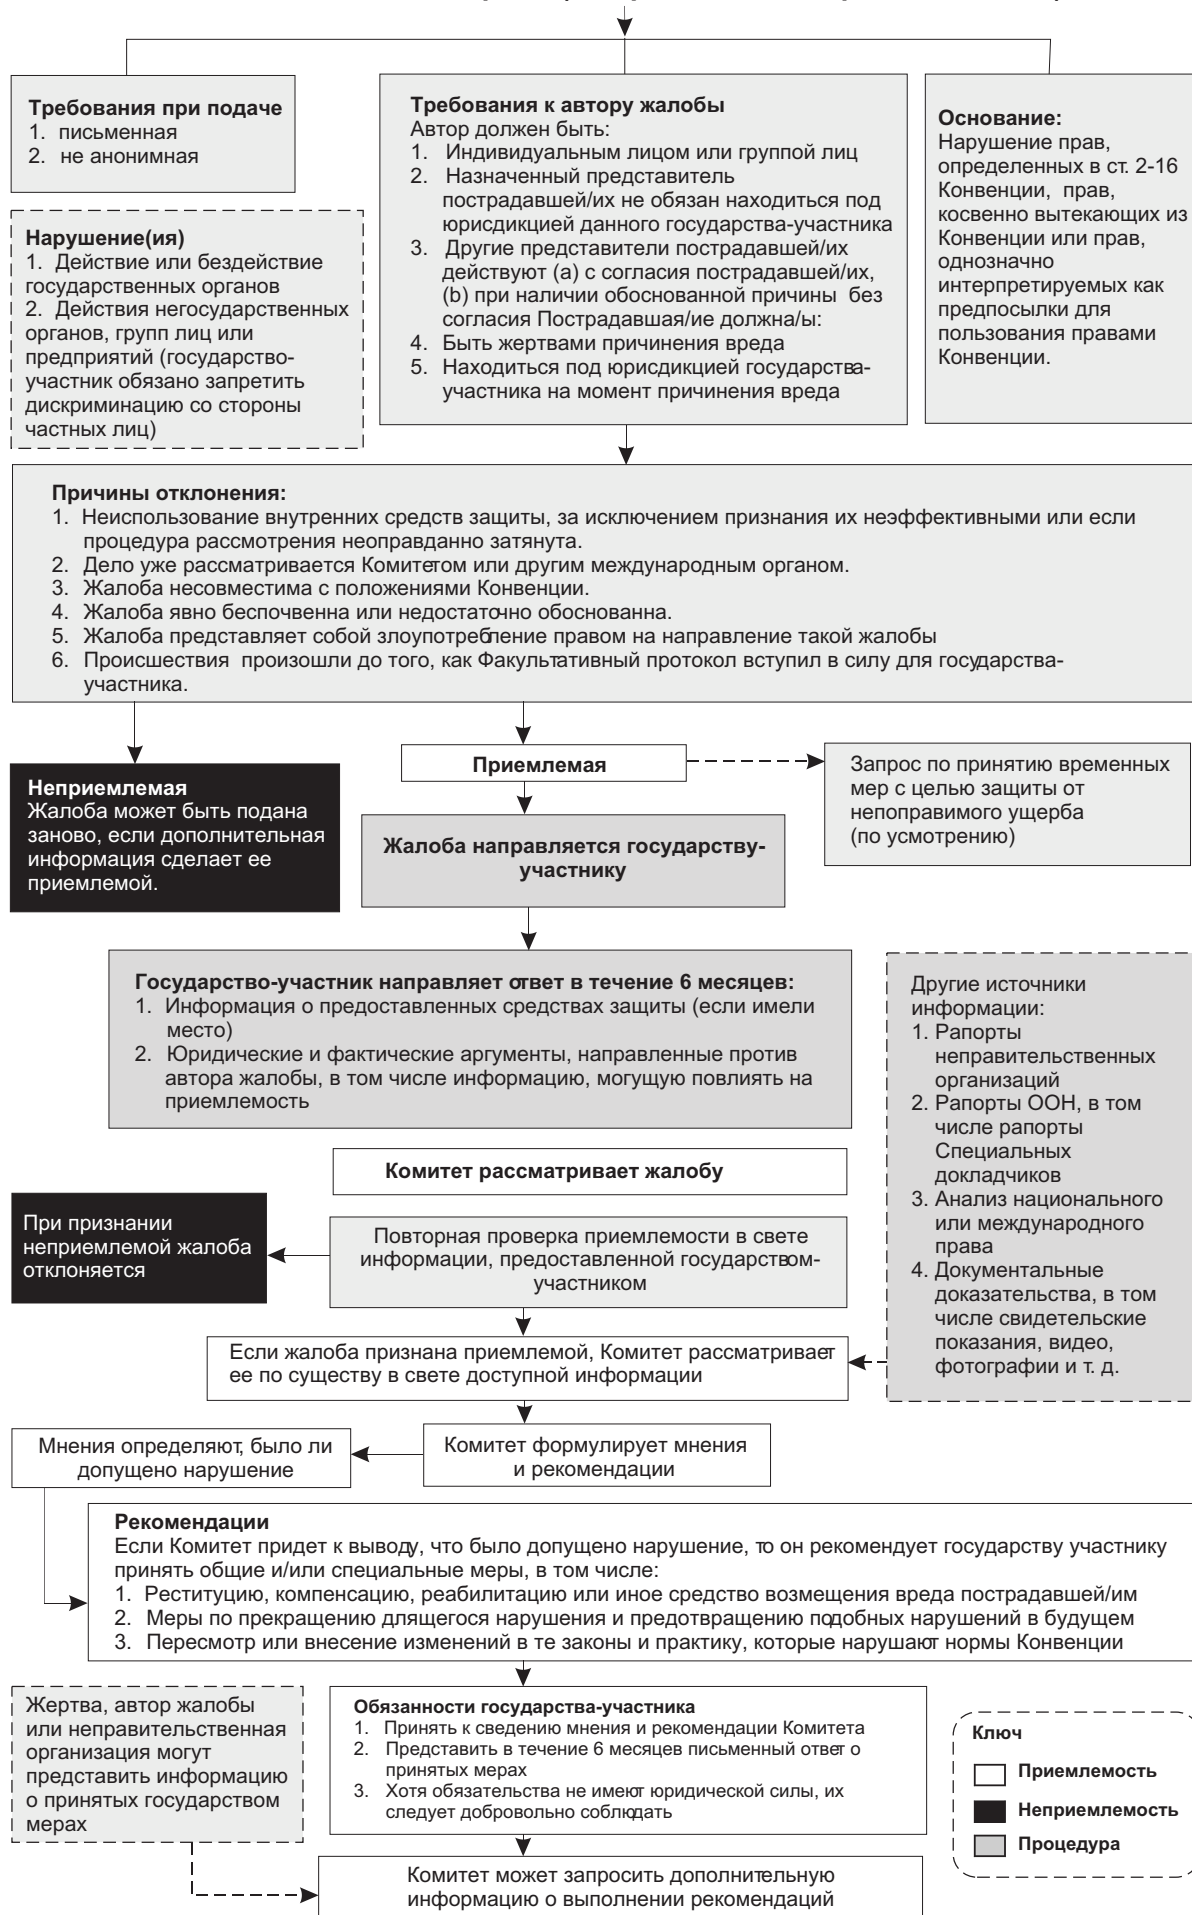 Требования при подаче
1. письменная
2. не анонимная
Нарушение(ия)
1. Действие или бездействие
государственных органов
2. Действия негосударственных
органов, групп лиц или
предприятий (государство-
участник обязано запретить
дискриминацию со стороны
частных лиц)
Требования к автору жалобы
Автор должен быть:
1. Индивидуальным лицом или группой лиц
2. Назначенный представитель
пострадавшей/их не обязан находиться под
юрисдикцией данного государства-участника
3. Другие представители пострадавшей/их
действуют (a) с согласия пострадавшей/их,
(b) при наличии обоснованной причины без
согласия Пострадавшая/ие должна/ы:
4. Быть жертвами причинения вреда
5. Находиться под юрисдикцией государства-
участника на момент причинения вреда
Основание:
Нарушение прав,
определенных в ст. 2-16
Конвенции, прав,
косвенно вытекающих из
Конвенции или прав,
однозначно
интерпретируемых как
предпосылки для
пользования правами
Конвенции.
Причины отклонения:
1. Неиспользование внутренних средств защиты, за исключением признания их неэффективными или если
процедура рассмотрения неоправданно затянута.
2. Дело уже рассматривается Комитетом или другим международным органом.
3. Жалоба несовместима с положениями Конвенции.
4. Жалоба явно беспочвенна или недостаточно обоснованна.
5. Жалоба представляет собой злоупотребление правом на направление такой жалобы
6. Происшествия произошли до того, как Факультативный протокол вступил в силу для государства-
участника.
Неприемлемая
Жалоба может быть подана
заново, если дополнительная
информация сделает ее
приемлемой.
Приемлемая
Запрос по принятию временных
мер с целью защиты от
непоправимого ущерба
(по усмотрению)
Жалоба направляется государству-
участнику
Государство-участник направляет ответ в течение 6 месяцев:
1. Информация о предоставленных средствах защиты (если имели
место)
2. Юридические и фактические аргументы, направленные против
автора жалобы, в том числе информацию, могущую повлиять на
приемлемость
Другие источники
информации:
1. Рапорты
неправительственных
организаций
2. Рапорты ООН, в том
числе рапорты
Специальных
докладчиков
3. Анализ национального
или международного
права
4. Документальные
доказательства, в том
числе свидетельские
показания, видео,
фотографии и т. д.
Комитет рассматривает жалобу
При признании
неприемлемой жалоба
отклоняется
Повторная проверка приемлемости в свете
информации, предоставленной государством-
участником
Если жалоба признана приемлемой, Комитет рассматривает
ее по существу в свете доступной информации
Мнения определяют, было ли
допущено нарушение
Комитет формулирует мнения
и рекомендации
Рекомендации
Если Комитет придет к выводу, что было допущено нарушение, то он рекомендует государству участнику
принять общие и/или специальные меры, в том числе:
1. Реституцию, компенсацию, реабилитацию или иное средство возмещения вреда пострадавшей/им
2. Меры по прекращению длящегося нарушения и предотвращению подобных нарушений в будущем
3. Пересмотр или внесение изменений в те законы и практику, которые нарушают нормы Конвенции
Жертва, автор жалобы
или неправительственная
организация могут
представить информацию
о принятых государством
мерах
Обязанности государства-участника
1. Принять к сведению мнения и рекомендации Комитета
2. Представить в течение 6 месяцев письменный ответ о
принятых мерах
3. Хотя обязательства не имеют юридической силы, их
следует добровольно соблюдать
Ключ
Приемлемость
Неприемлемость
Процедура
Комитет может запросить дополнительную
информацию о выполнении рекомендаций